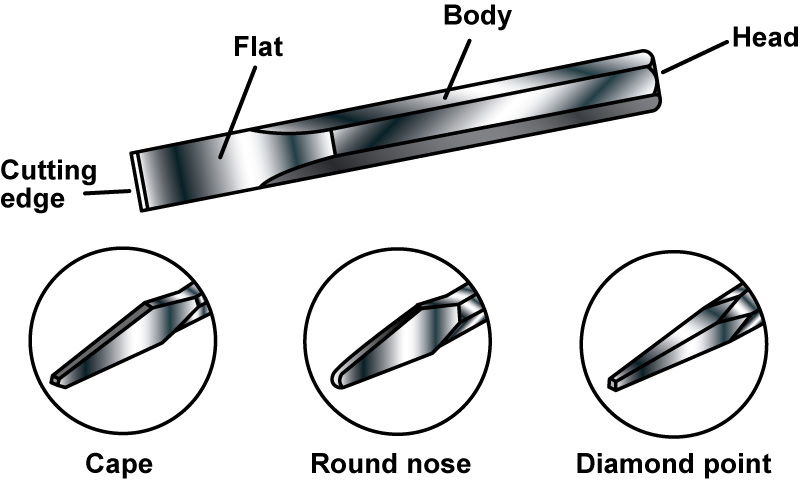 Body
Head
Flat
Cutting
edge
Cape
Round nose
Diamond point